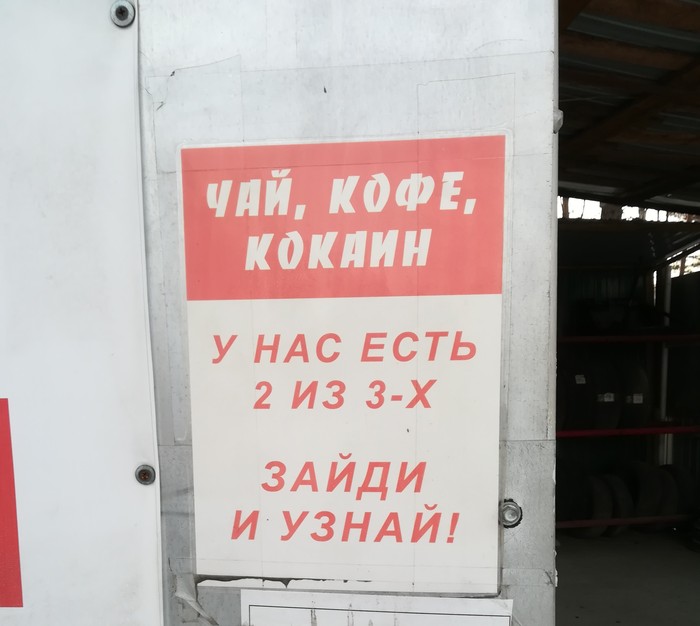 ЧАЙ, КОФЕ,
КОКАИН
У НАС ЕСТЬ
2 ИЗ 3-Х
ЗАЙДИ
И УЗНАЙ!